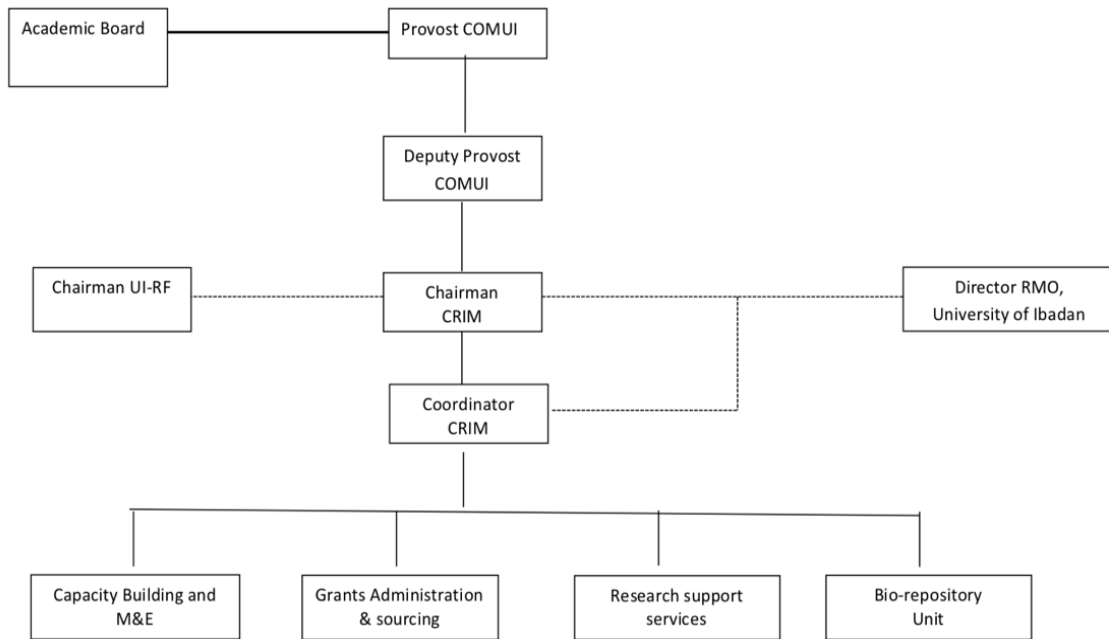 Academic Board
Provost COMUI
Deputy Provost
COMUI
Chairman UI-RF
Chairman
CRIM
Director RMO,
University of Ibadan
Coordinator
CRIM
Capacity Building and
M&E
Grants Administration
& sourcing
Research support
services
Bio-repository
Unit